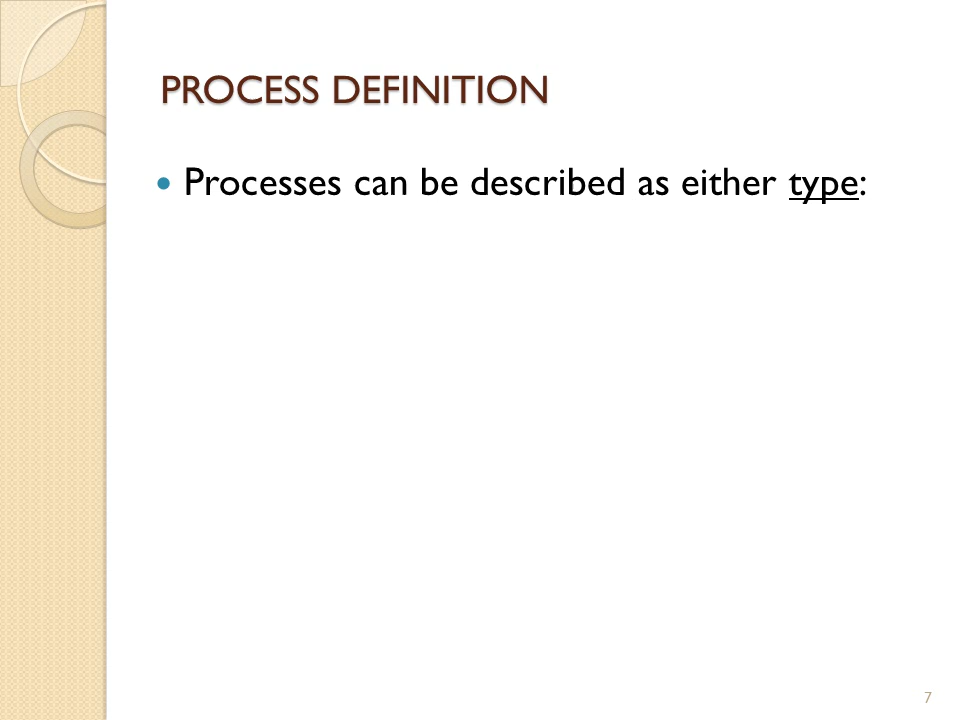 PROCESS DEFINITION
Processes can be described as either type:
7